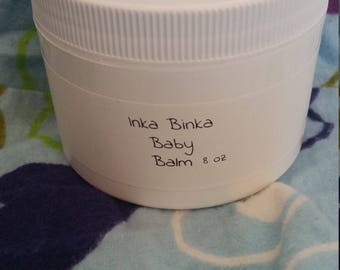 Inka Binka
Baby
Balm 8 oz